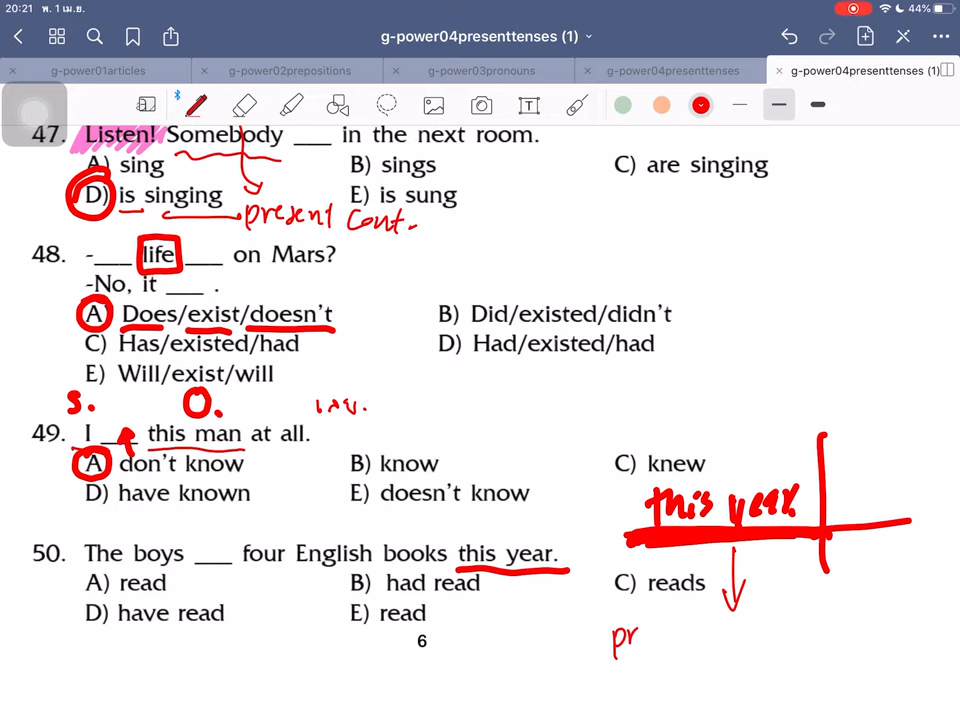 20:21 พ. 1 เม.ย. 44%
g-power04presenttenses (1)
g-power01articles g-power02prepositions g-power03pronouns g-power04presenttenses g-power04presenttenses (1)
47. Listen! Somebody ___ in the next room.
A) sing B) sings C) are singing
D) is singing E) is sung
present cont.
48. -___ life ___ on Mars?
-No, it ___ .
A) Does/exist/doesn't B) Did/existed/didn't
C) Has/existed/had D) Had/existed/had
E) Will/exist/will
s. O.
49. I ___ this man at all.
A) don't know B) know C) knew
D) have known E) doesn't know
this year
50. The boys ___ four English books this year.
A) read B) had read C) reads
D) have read E) read
pr
6